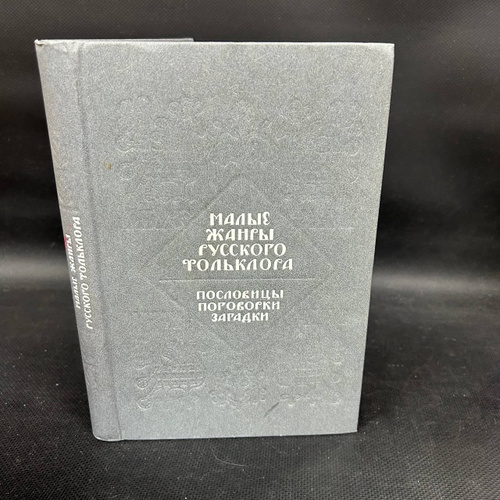 МАЛЫЕ
ЖАНРЫ
РУССКОГО
ФОЛЬКЛОРА
ПОСЛОВИЦЫ
ПОГОВОРКИ
ЗАГАДКИ
МАЛЫЕ ЖАНРЫ
РУССКОГО ФОЛЬКЛОРА